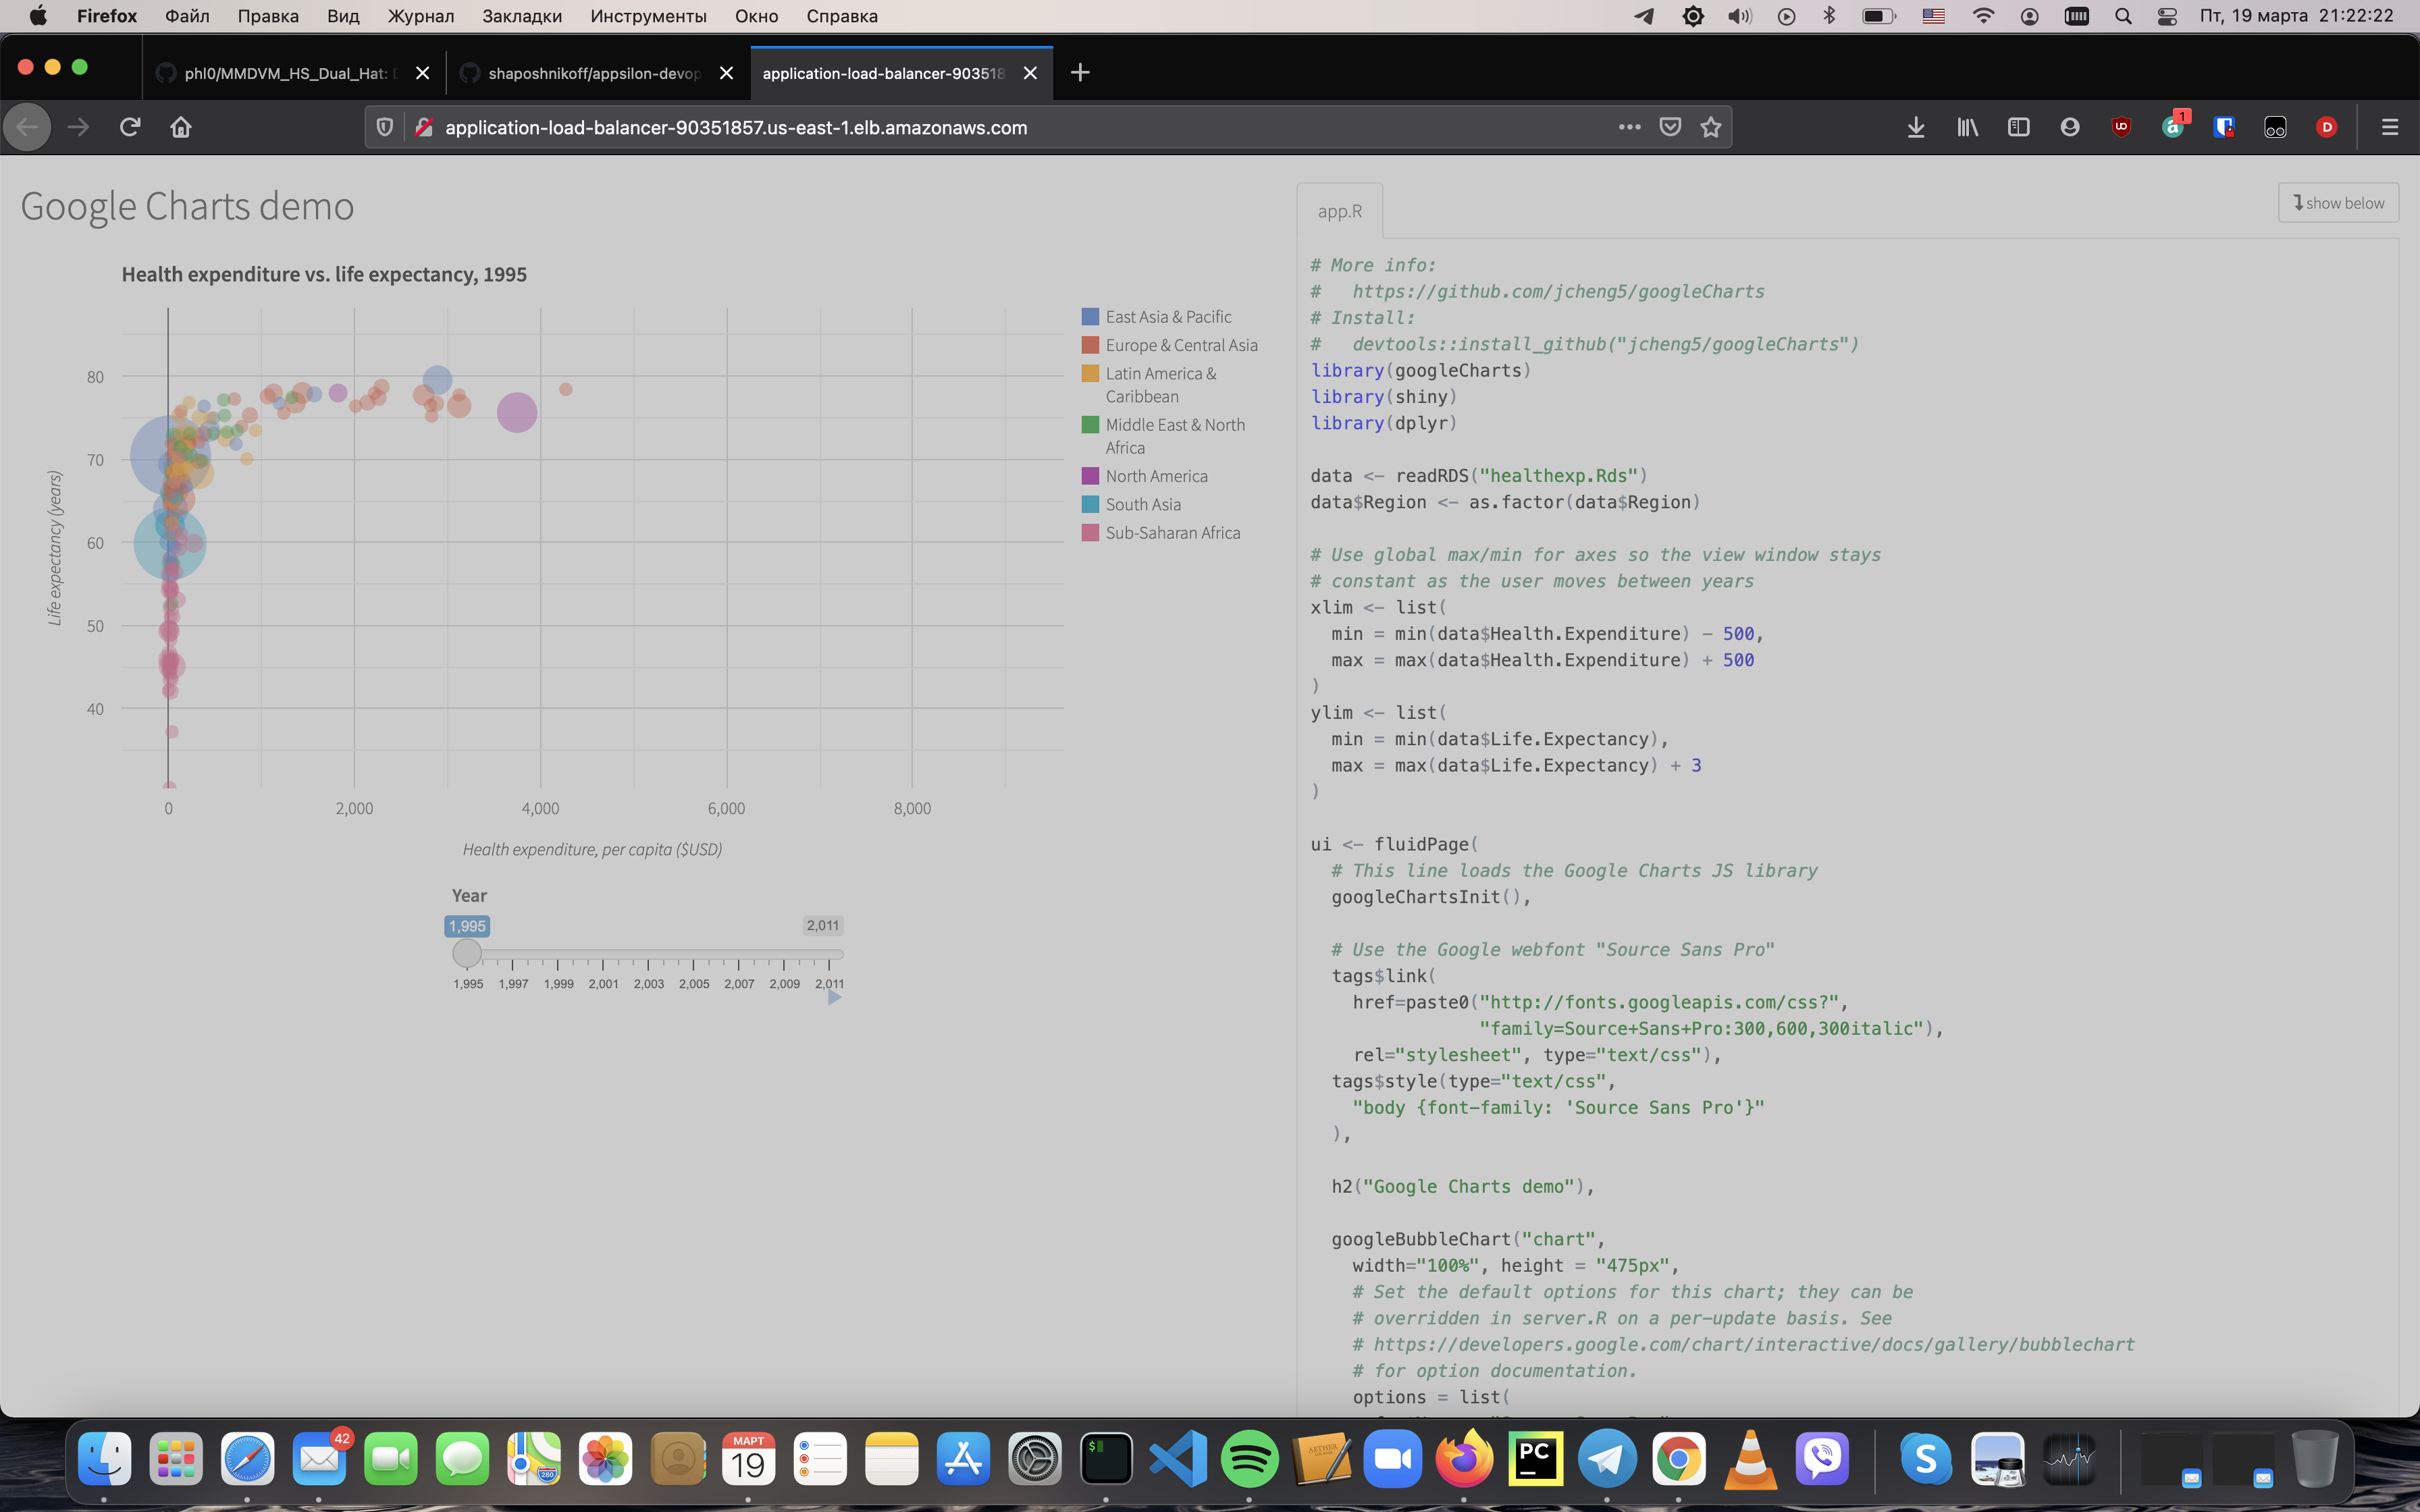 Firefox Файл Правка Вид Журнал Закладки Инструменты Окно Справка Пт, 19 марта 21:22:22
phl0/MMDVM_HS_Dual_Hat: shaposhnikoff/appsilon-devop application-load-balancer-903518
application-load-balancer-90351857.us-east-1.elb.amazonaws.com
1
D
Google Charts demo
Health expenditure vs. life expectancy, 1995
80
70
60
50
40
Life expectancy (years)
0 2,000 4,000 6,000 8,000
Health expenditure, per capita ($USD)
East Asia & Pacific
Europe & Central Asia
Latin America &
Caribbean
Middle East & North
Africa
North America
South Asia
Sub-Saharan Africa
Year
1,995 2,011
1,995 1,997 1,999 2,001 2,003 2,005 2,007 2,009 2,011
app.R
show below
# More info:
#   https://github.com/jcheng5/googleCharts
# Install:
#   devtools::install_github("jcheng5/googleCharts")
library(googleCharts)
library(shiny)
library(dplyr)
data <- readRDS("healthexp.Rds")
data$Region <- as.factor(data$Region)
# Use global max/min for axes so the view window stays
# constant as the user moves between years
xlim <- list(
  min = min(data$Health.Expenditure) - 500,
  max = max(data$Health.Expenditure) + 500
)
ylim <- list(
  min = min(data$Life.Expectancy),
  max = max(data$Life.Expectancy) + 3
)
ui <- fluidPage(
  # This line loads the Google Charts JS library
  googleChartsInit(),
  # Use the Google webfont "Source Sans Pro"
  tags$link(
    href=paste0("http://fonts.googleapis.com/css?",
                "family=Source+Sans+Pro:300,600,300italic"),
    rel="stylesheet", type="text/css"),
  tags$style(type="text/css",
    "body {font-family: 'Source Sans Pro'}"
  ),
  h2("Google Charts demo"),
  googleBubbleChart("chart",
    width="100%", height = "475px",
    # Set the default options for this chart; they can be
    # overridden in server.R on a per-update basis. See
    # https://developers.google.com/chart/interactive/docs/gallery/bubblechart
    # for option documentation.
    options = list(
42
МАРТ
19
280
$
AETHER
PC
S